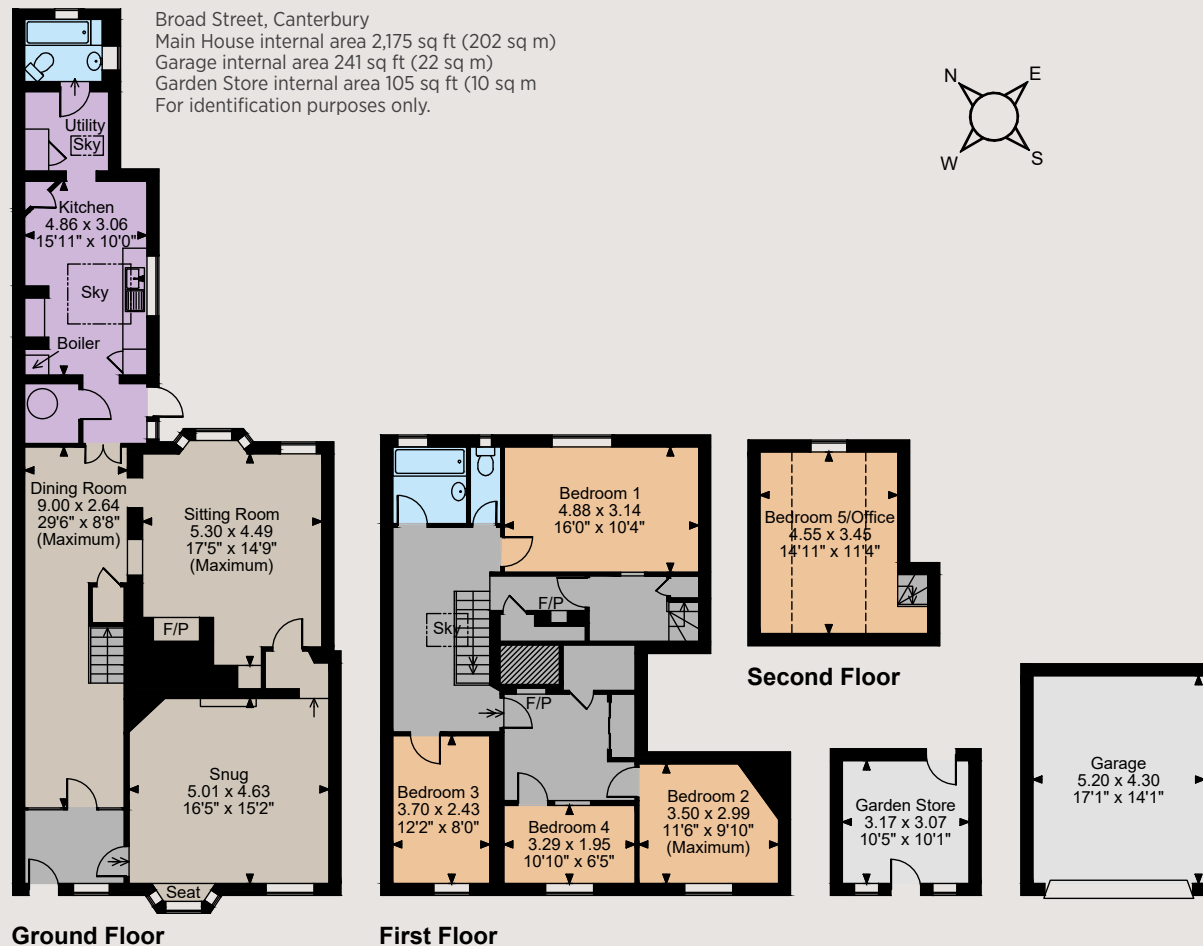 Broad Street, Canterbury
Main House internal area 2,175 sq ft (202 sq m)
Garage internal area 241 sq ft (22 sq m)
Garden Store internal area 105 sq ft (10 sq m
For identification purposes only.
N
E
W
S
Utility
Sky
Kitchen
4.86 x 3.06
15'11" x 10'0"
Sky
Boiler
Dining Room
9.00 x 2.64
29'6" x 8'8"
(Maximum)
Sitting Room
5.30 x 4.49
17'5" x 14'9"
(Maximum)
F/P
Snug
5.01 x 4.63
16'5" x 15'2"
Seat
Ground Floor
Bedroom 1
4.88 x 3.14
16'0" x 10'4"
F/P
Sky
F/P
Bedroom 3
3.70 x 2.43
12'2" x 8'0"
Bedroom 4
3.29 x 1.95
10'10" x 6'5"
Bedroom 2
3.50 x 2.99
11'6" x 9'10"
(Maximum)
First Floor
Bedroom 5/Office
4.55 x 3.45
14'11" x 11'4"
Second Floor
Garden Store
3.17 x 3.07
10'5" x 10'1"
Garage
5.20 x 4.30
17'1" x 14'1"